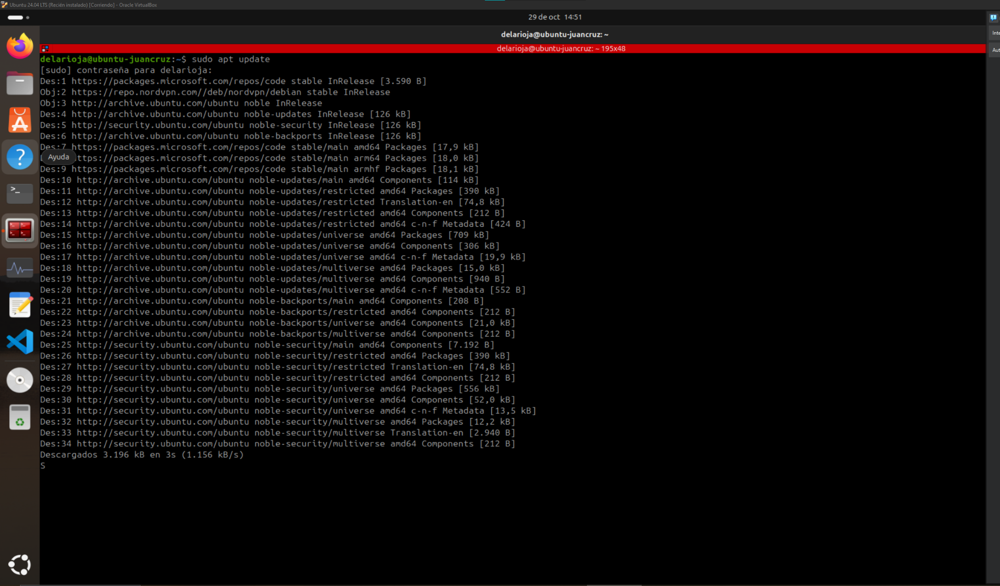 Ubuntu 24.04 LTS (Recién instalado) [Corriendo] - Oracle VirtualBox
29 de oct 14:51
delarioja@ubuntu-juancruz: ~
Inte
delarioja@ubuntu-juancruz: ~ 195x48
Aut
delarioja@ubuntu-juancruz:~$ sudo apt update
[sudo] contraseña para delarioja:
Des:1 https://packages.microsoft.com/repos/code stable InRelease [3.590 B]
Obj:2 https://repo.nordvpn.com//deb/nordvpn/debian stable InRelease
Obj:3 http://archive.ubuntu.com/ubuntu noble InRelease
Des:4 http://archive.ubuntu.com/ubuntu noble-updates InRelease [126 kB]
Des:5 http://security.ubuntu.com/ubuntu noble-security InRelease [126 kB]
Des:6 http://archive.ubuntu.com/ubuntu noble-backports InRelease [126 kB]
Des:7 https://packages.microsoft.com/repos/code stable/main amd64 Packages [17,9 kB]
Ayuda
ttps://packages.microsoft.com/repos/code stable/main arm64 Packages [18,0 kB]
Des:9 https://packages.microsoft.com/repos/code stable/main armhf Packages [18,1 kB]
Des:10 http://archive.ubuntu.com/ubuntu noble-updates/main amd64 Components [114 kB]
Des:11 http://archive.ubuntu.com/ubuntu noble-updates/restricted amd64 Packages [390 kB]
Des:12 http://archive.ubuntu.com/ubuntu noble-updates/restricted Translation-en [74,8 kB]
Des:13 http://archive.ubuntu.com/ubuntu noble-updates/restricted amd64 Components [212 B]
Des:14 http://archive.ubuntu.com/ubuntu noble-updates/restricted amd64 c-n-f Metadata [424 B]
Des:15 http://archive.ubuntu.com/ubuntu noble-updates/universe amd64 Packages [709 kB]
Des:16 http://archive.ubuntu.com/ubuntu noble-updates/universe amd64 Components [306 kB]
Des:17 http://archive.ubuntu.com/ubuntu noble-updates/universe amd64 c-n-f Metadata [19,9 kB]
Des:18 http://archive.ubuntu.com/ubuntu noble-updates/multiverse amd64 Packages [15,0 kB]
Des:19 http://archive.ubuntu.com/ubuntu noble-updates/multiverse amd64 Components [940 B]
Des:20 http://archive.ubuntu.com/ubuntu noble-updates/multiverse amd64 c-n-f Metadata [552 B]
Des:21 http://archive.ubuntu.com/ubuntu noble-backports/main amd64 Components [208 B]
Des:22 http://archive.ubuntu.com/ubuntu noble-backports/restricted amd64 Components [212 B]
Des:23 http://archive.ubuntu.com/ubuntu noble-backports/universe amd64 Components [21,0 kB]
Des:24 http://archive.ubuntu.com/ubuntu noble-backports/multiverse amd64 Components [212 B]
Des:25 http://security.ubuntu.com/ubuntu noble-security/main amd64 Components [7.192 B]
Des:26 http://security.ubuntu.com/ubuntu noble-security/restricted amd64 Packages [390 kB]
Des:27 http://security.ubuntu.com/ubuntu noble-security/restricted Translation-en [74,8 kB]
Des:28 http://security.ubuntu.com/ubuntu noble-security/restricted amd64 Components [212 B]
Des:29 http://security.ubuntu.com/ubuntu noble-security/universe amd64 Packages [556 kB]
Des:30 http://security.ubuntu.com/ubuntu noble-security/universe amd64 Components [52,0 kB]
Des:31 http://security.ubuntu.com/ubuntu noble-security/universe amd64 c-n-f Metadata [13,5 kB]
Des:32 http://security.ubuntu.com/ubuntu noble-security/multiverse amd64 Packages [12,2 kB]
Des:33 http://security.ubuntu.com/ubuntu noble-security/multiverse Translation-en [2.940 B]
Des:34 http://security.ubuntu.com/ubuntu noble-security/multiverse amd64 Components [212 B]
Descargados 3.196 kB en 3s (1.156 kB/s)
S